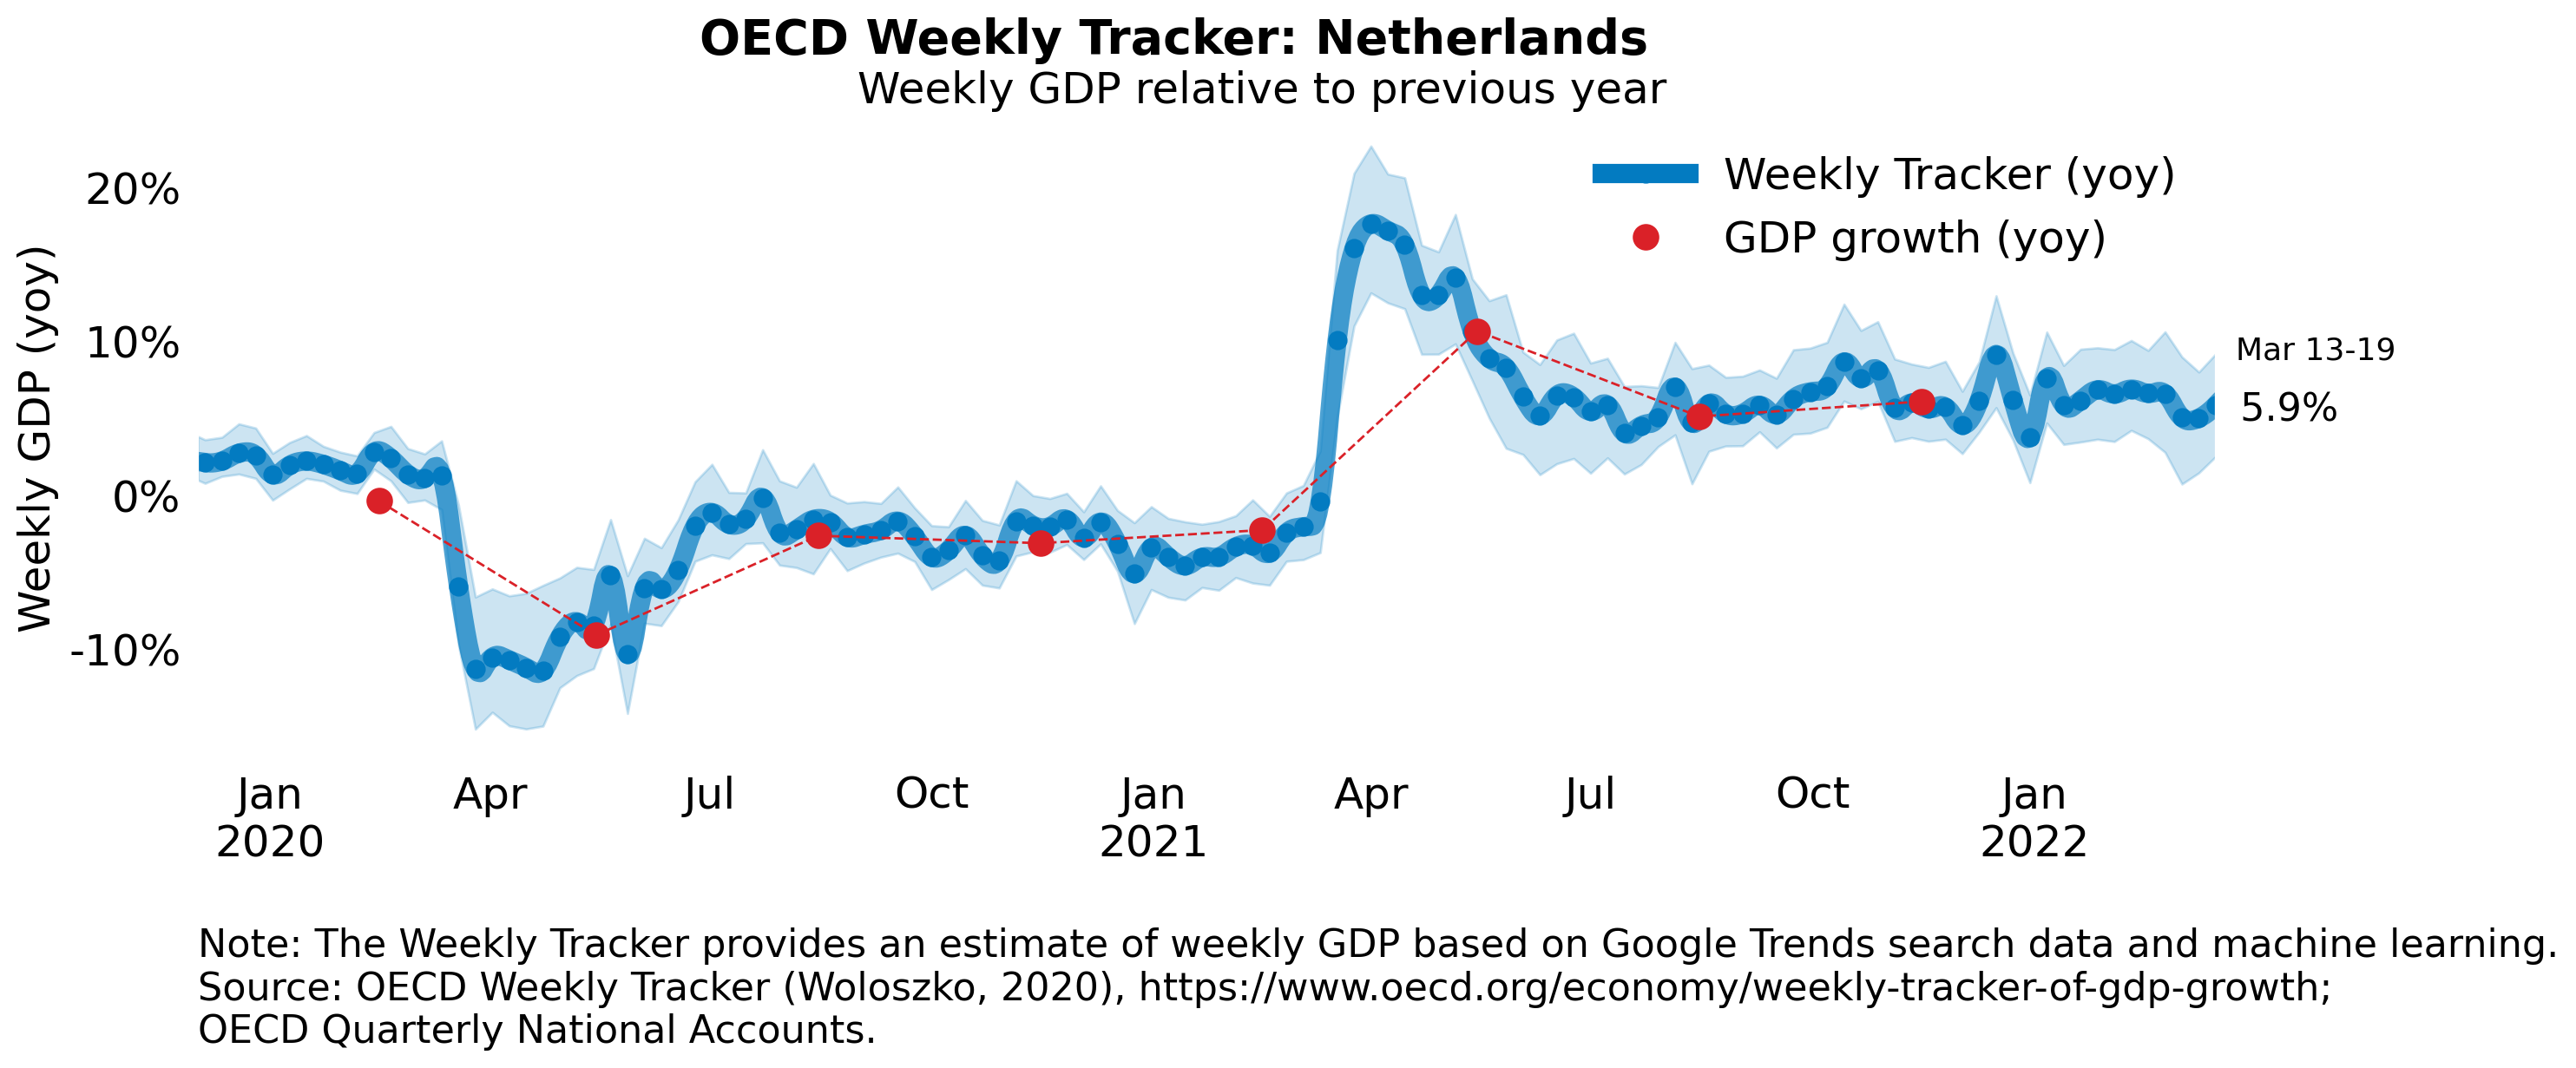 OECD Weekly Tracker: Netherlands
Weekly GDP relative to previous year
Weekly GDP (yoy)
20%
10%
0%
-10%
Weekly Tracker (yoy)
GDP growth (yoy)
Mar 13-19
5.9%
Jan
2020
Apr
Jul
Oct
Jan
2021
Apr
Jul
Oct
Jan
2022
Note: The Weekly Tracker provides an estimate of weekly GDP based on Google Trends search data and machine learning.
Source: OECD Weekly Tracker (Woloszko, 2020), https://www.oecd.org/economy/weekly-tracker-of-gdp-growth;
OECD Quarterly National Accounts.